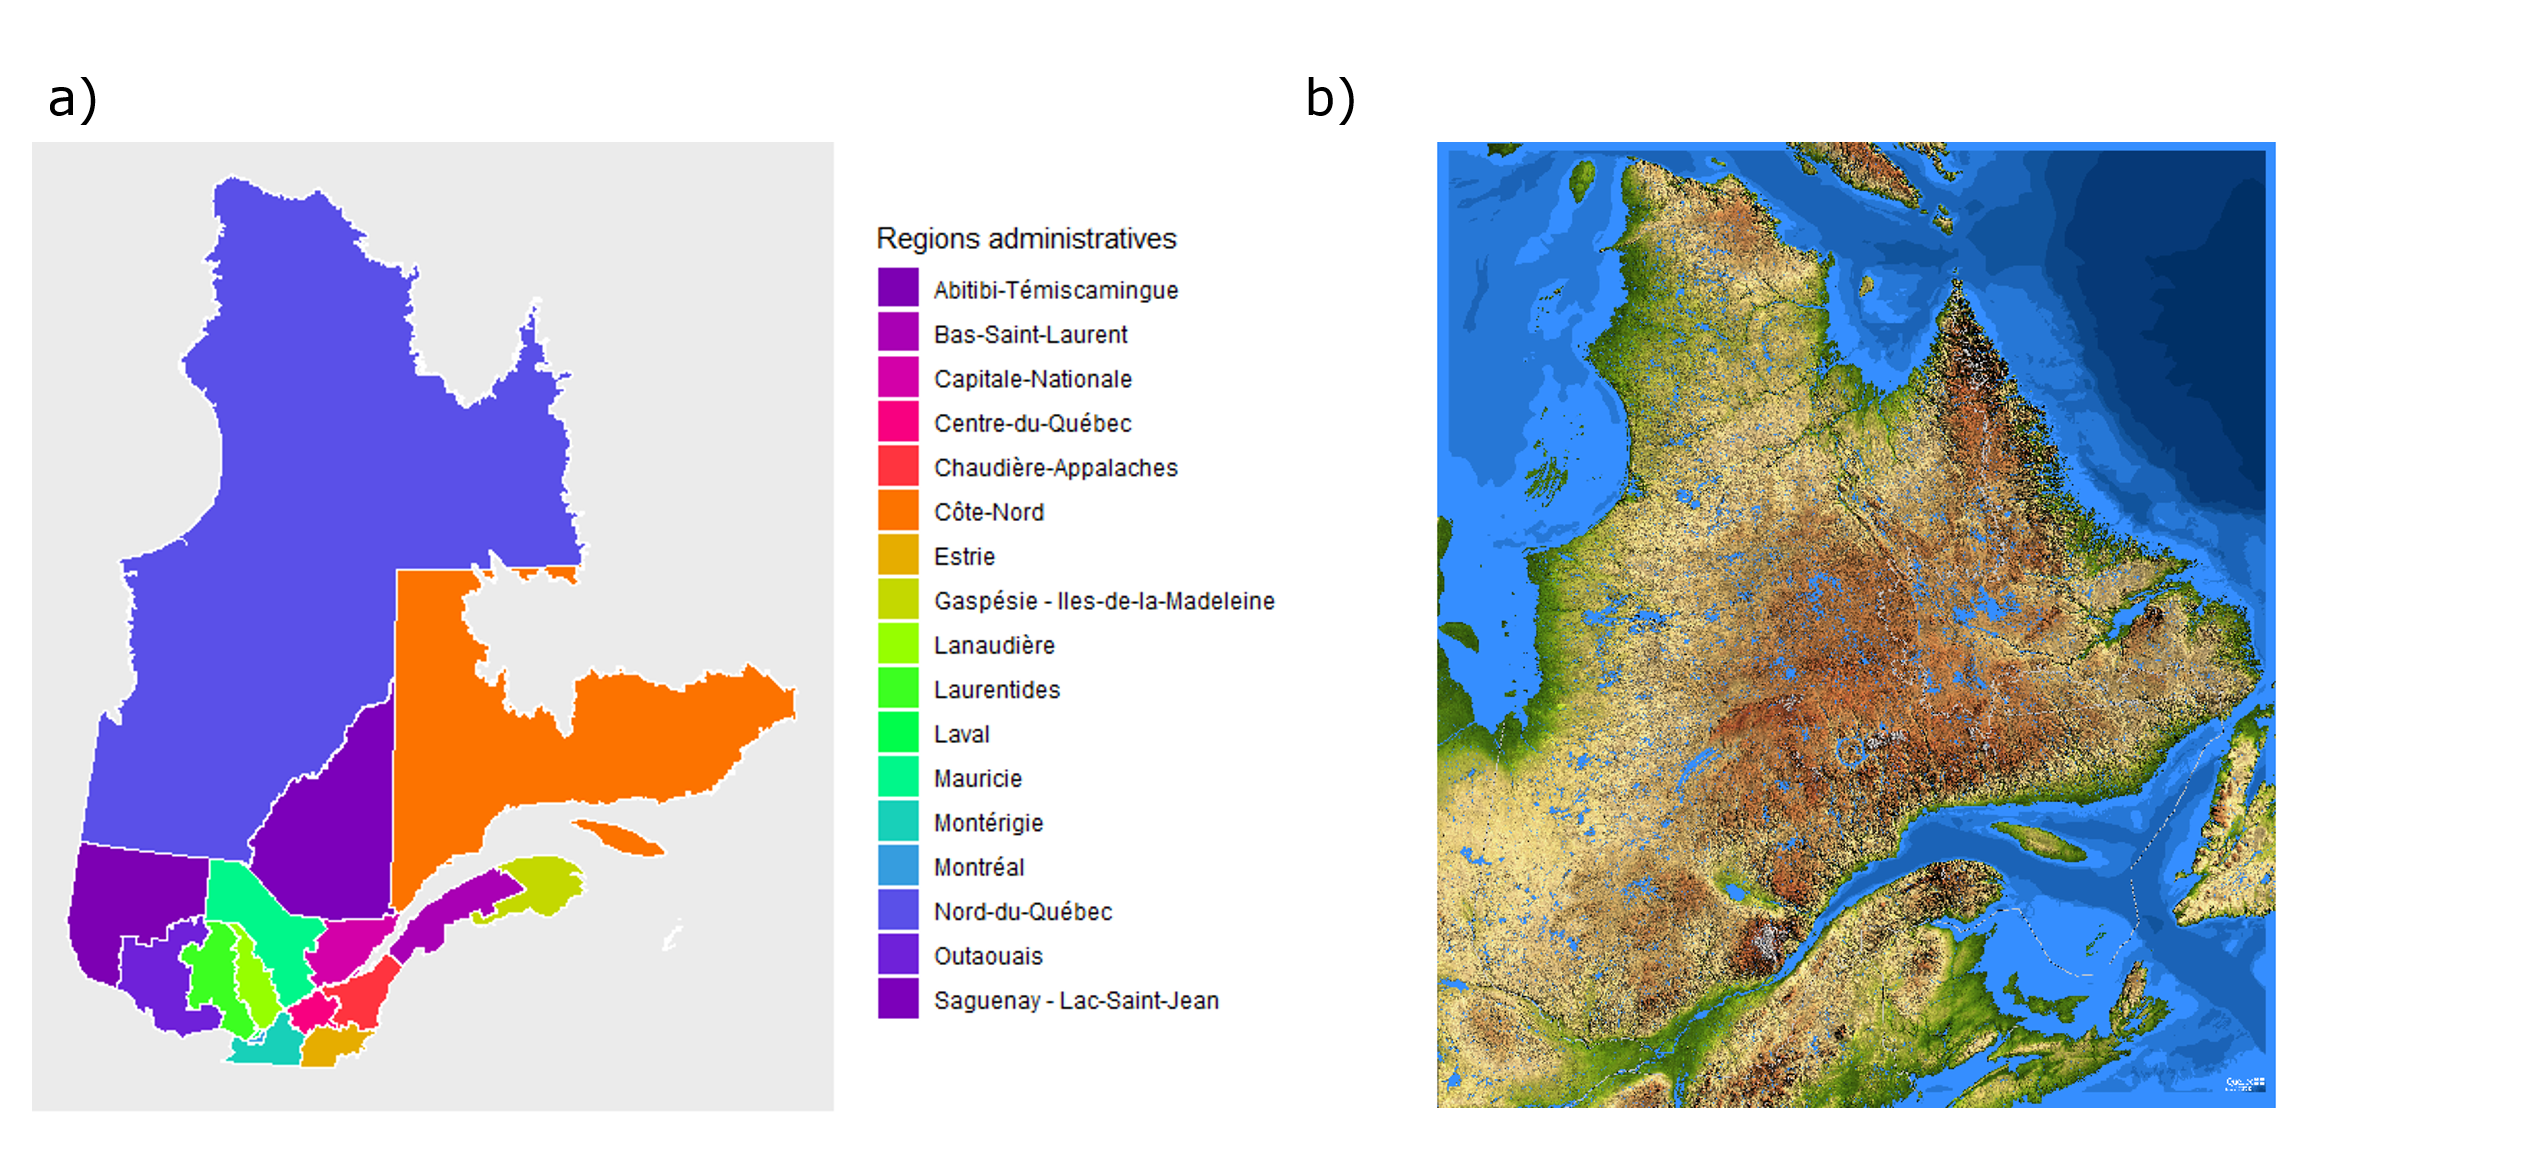 a)
b)
Regions administratives
Abitibi-Témiscamingue
Bas-Saint-Laurent
Capitale-Nationale
Centre-du-Québec
Chaudière-Appalaches
Côte-Nord
Estrie
Gaspésie - Iles-de-la-Madeleine
Lanaudière
Laurentides
Laval
Mauricie
Montérigie
Montréal
Nord-du-Québec
Outaouais
Saguenay - Lac-Saint-Jean